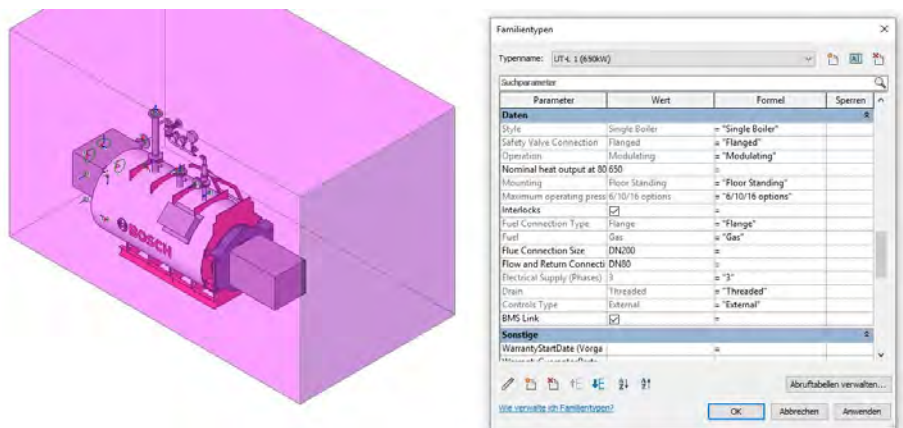 BOSCH
Familientypen
Typenname: UT-L 1 (650kW)
Suchparameter
Parameter Wert Formel Sperren
Daten
Style Single Boiler = "Single Boiler"
Safety Valve Connection Flanged = "Flanged"
Operation Modulating = "Modulating"
Nominal heat output at 80 650 =
Mounting Floor Standing = "Floor Standing"
Maximum operating press 6/10/16 options = "6/10/16 options"
Interlocks =
Fuel Connection Type Flange = "Flange"
Fuel Gas = "Gas"
Flue Connection Size DN200 =
Flow and Return Connecti DN80 =
Electrical Supply (Phases) 3 = "3"
Drain Threaded = "Threaded"
Controls Type External = "External"
BMS Link =
Sonstige
WarrantyStartDate (Vorga =
Abruftabellen verwalten...
Wie verwalte ich Familientypen?
OK Abbrechen Anwenden